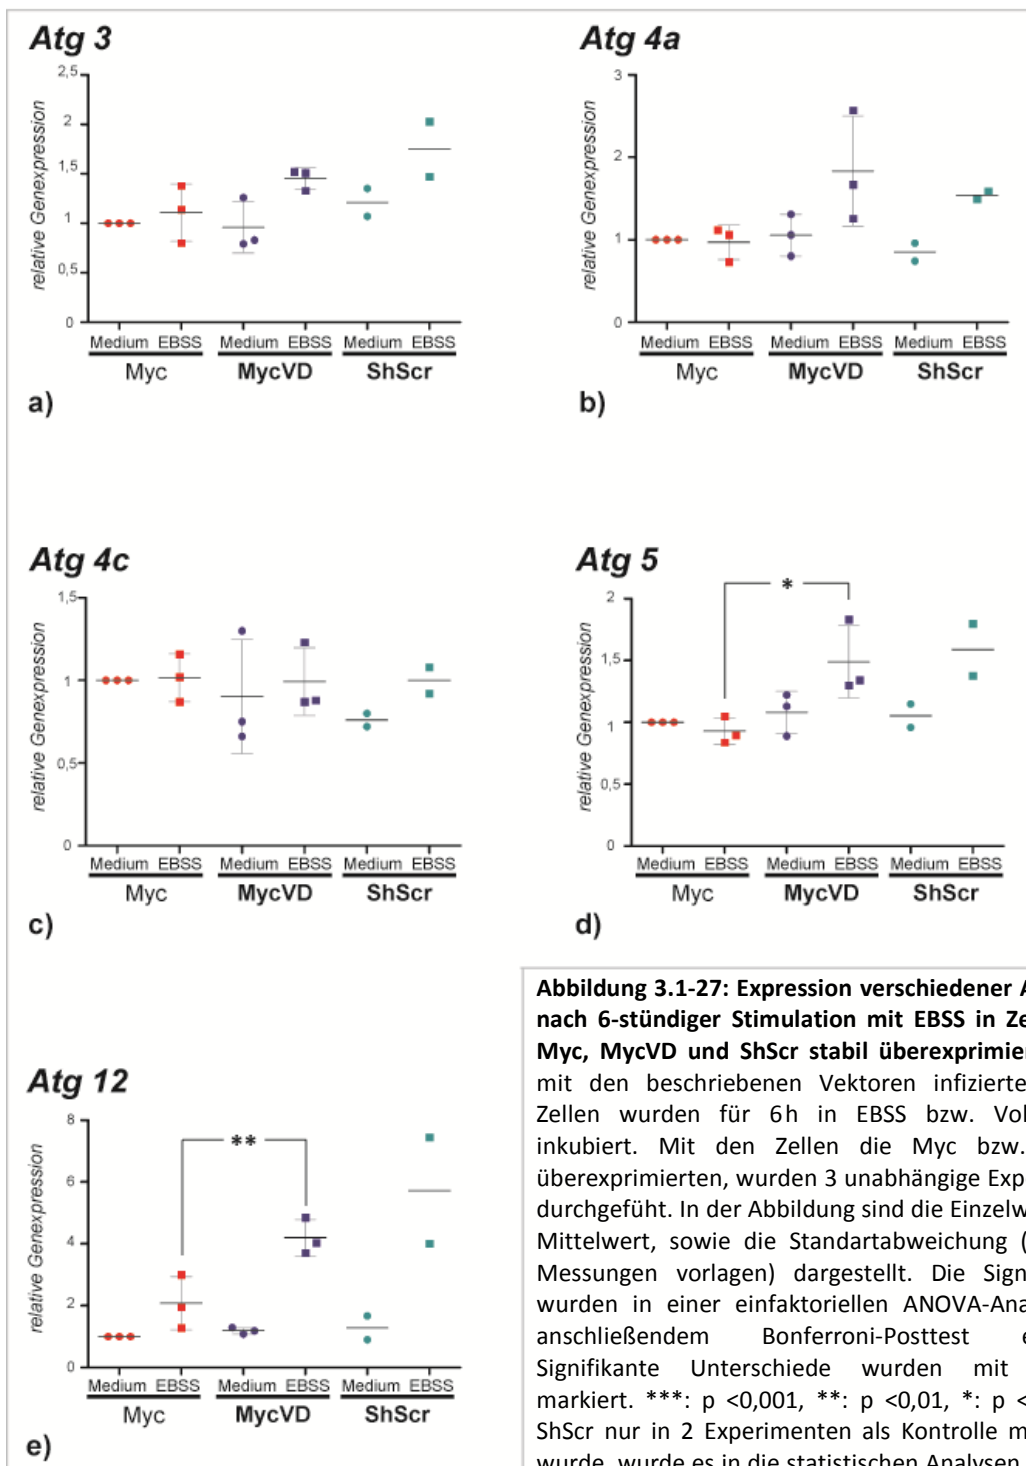 Atg 3
Atg 4a
relative Genexpression
2,5
2
1,5
1
0,5
0
Medium EBSS Medium EBSS Medium EBSS
Myc MycVD ShScr
a)
relative Genexpression
3
2
1
0
Medium EBSS Medium EBSS Medium EBSS
Myc MycVD ShScr
b)
Atg 4c
Atg 5
relative Genexpression
1,5
1
0,5
0
Medium EBSS Medium EBSS Medium EBSS
Myc MycVD ShScr
c)
relative Genexpression
2
1,5
1
0,5
0
*
Medium EBSS Medium EBSS Medium EBSS
Myc MycVD ShScr
d)
Atg 12
relative Genexpression
8
6
4
2
0
**
Medium EBSS Medium EBSS Medium EBSS
Myc MycVD ShScr
e)
Abbildung 3.1-27: Expression verschiedener
nach 6-stündiger Stimulation mit EBSS in
Myc, MycVD und ShScr stabil
mit den beschriebenen Vektoren
Zellen wurden für 6h in EBSS bzw.
inkubiert. Mit den Zellen die Myc bzw.
überexprimierten, wurden 3 unabhängige
durchgefüht. In der Abbildung sind die
Mittelwert, sowie die Standartabweichung (
Messungen vorlagen) dargestellt. Die
wurden in einer einfaktoriellen
anschließendem Bonferroni-Posttest
Signifikante Unterschiede wurden mit
markiert. ***: p <0,001, **: p <0,01, *: p <
ShScr nur in 2 Experimenten als Kontrolle
wurde, wurde es in die statistischen Analysen